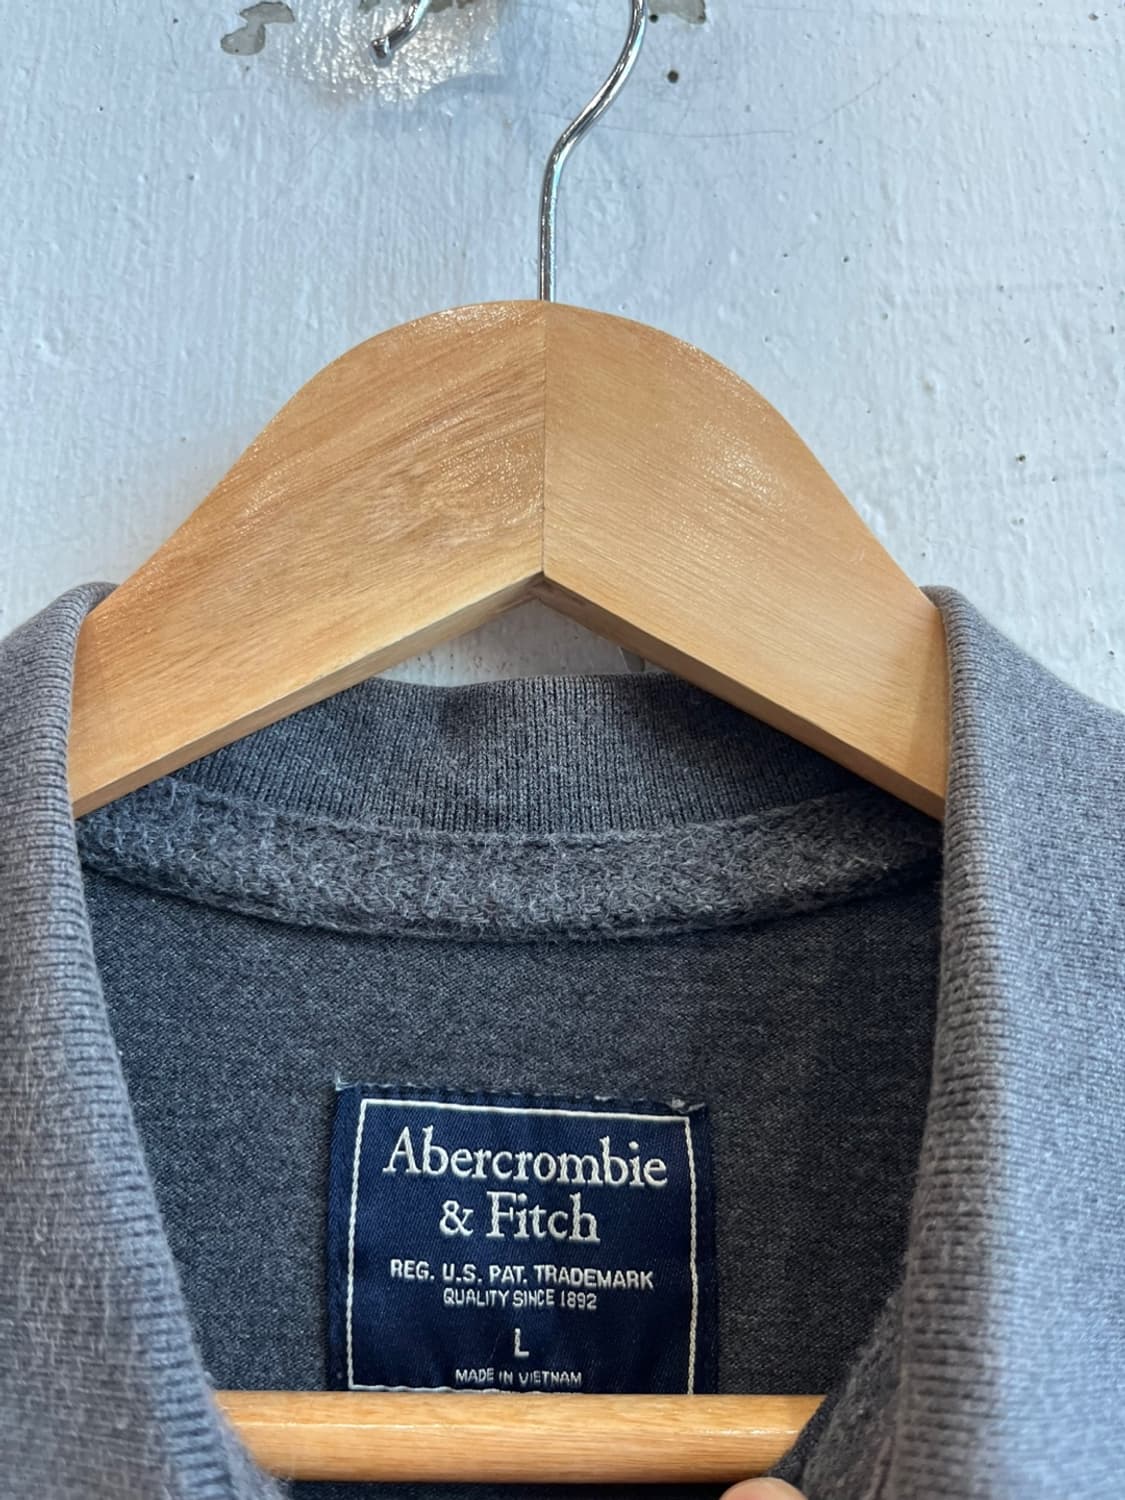 Abercrombie
& Fitch
REG. U.S. PAT. TRADEMARK
QUALITY SINCE 1892
L
MADE IN VIETNAM